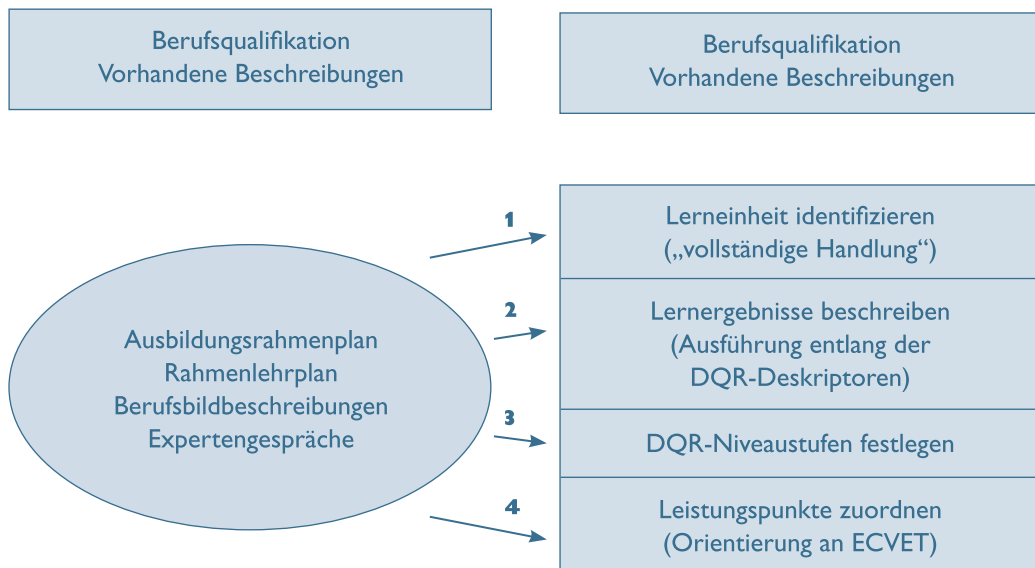 Berufsqualifikation
Vorhandene Beschreibungen
Berufsqualifikation
Vorhandene Beschreibungen
Ausbildungsrahmenplan
Rahmenlehrplan
Berufsbildbeschreibungen
Expertengespräche
1
Lerneinheit identifizieren
(„vollständige Handlung“)
2
Lernergebnisse beschreiben
(Ausführung entlang der
DQR-Deskriptoren)
3
DQR-Niveaustufen festlegen
4
Leistungspunkte zuordnen
(Orientierung an ECVET)